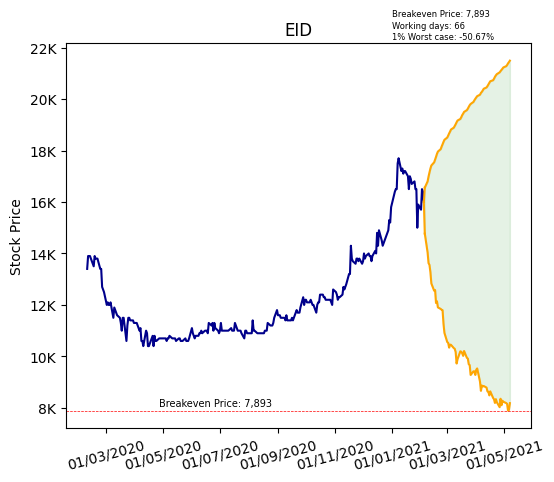 Breakeven Price: 7,893
Working days: 66
1% Worst case: -50.67%
EID
22K
20K
18K
16K
14K
12K
10K
8K
Stock Price
Breakeven Price: 7,893
01/03/2020
01/05/2020
01/07/2020
01/09/2020
01/11/2020
01/01/2021
01/03/2021
01/05/2021